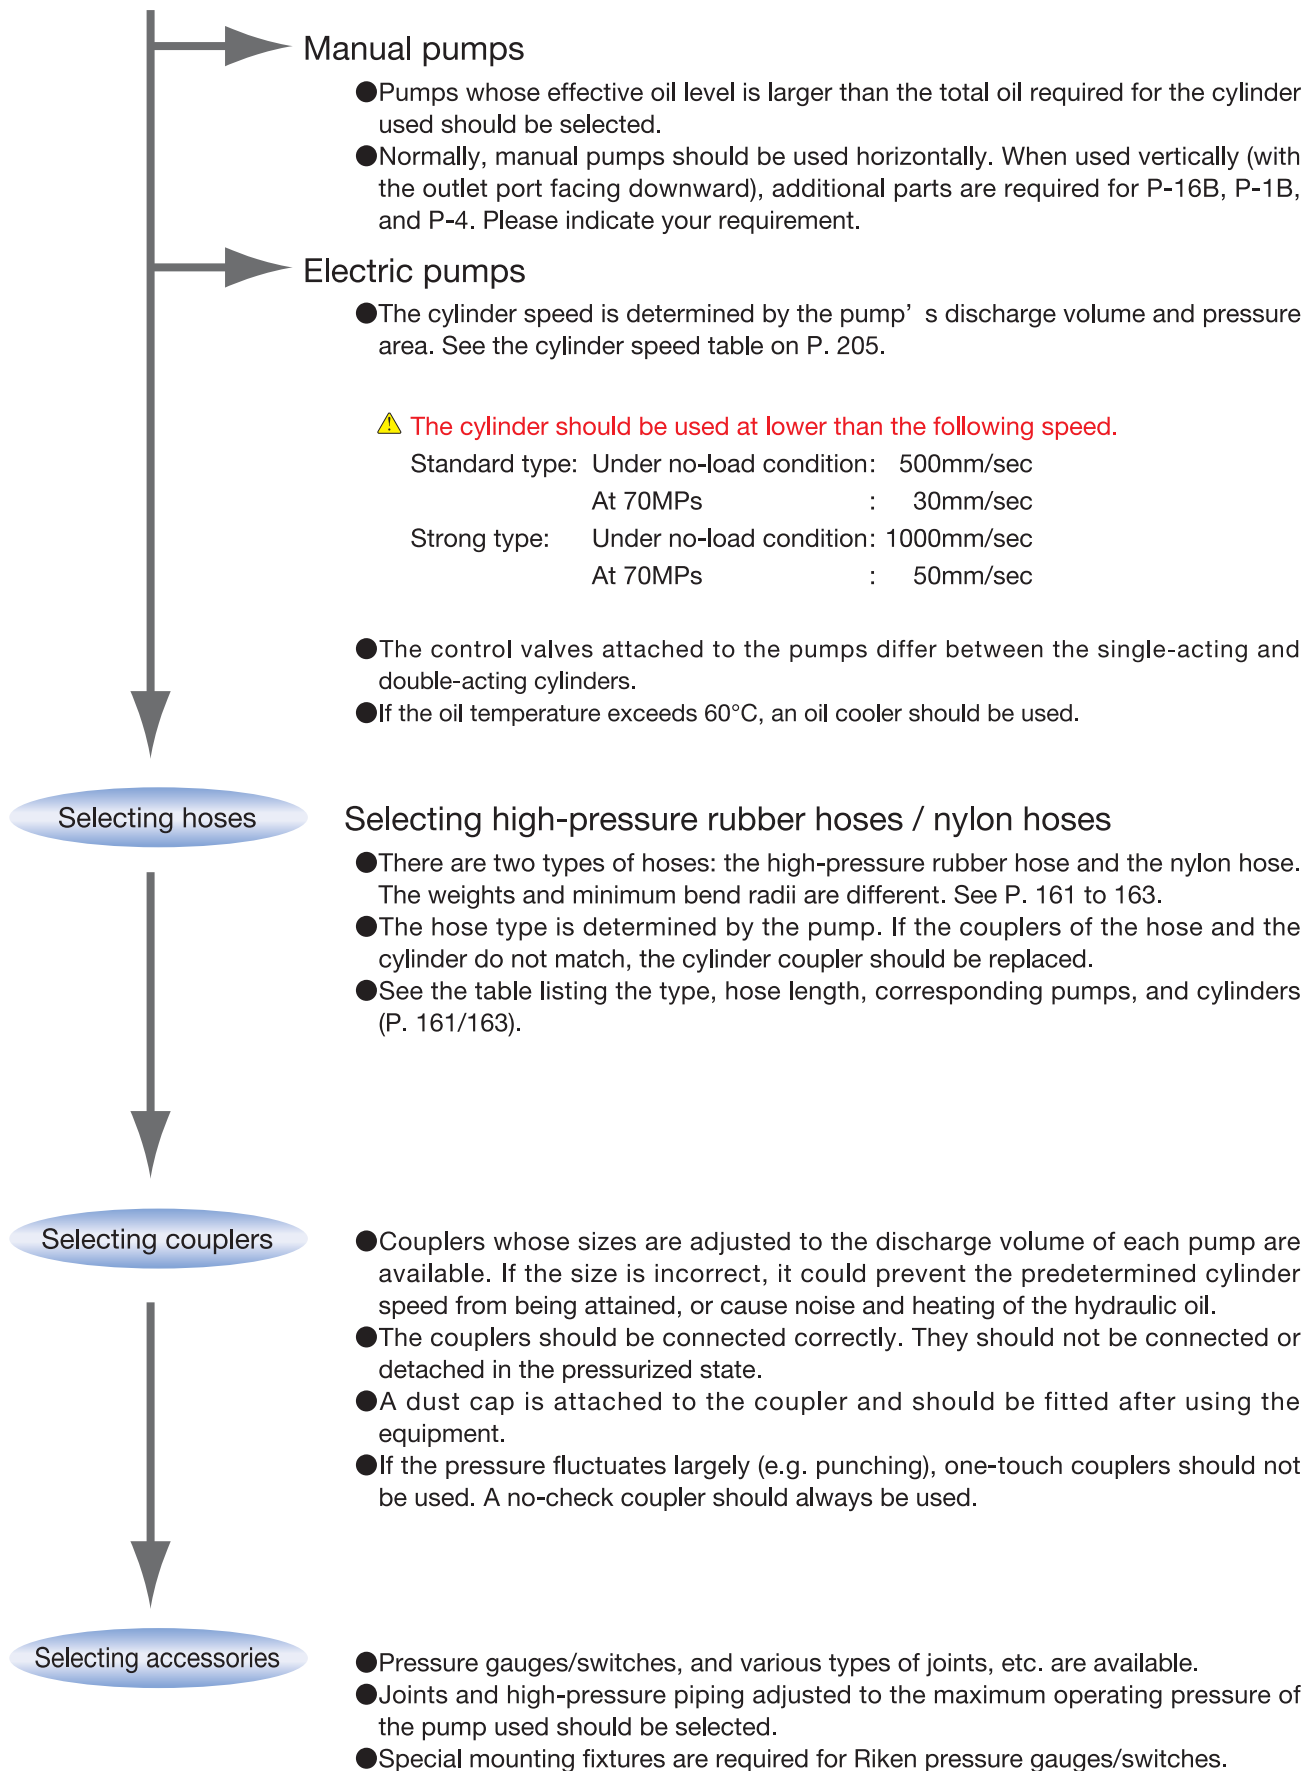 Manual pumps
●Pumps whose effective oil level is larger than the total oil required for the cylinder
used should be selected.
●Normally, manual pumps should be used horizontally. When used vertically (with
the outlet port facing downward), additional parts are required for P-16B, P-1B,
and P-4. Please indicate your requirement.
Electric pumps
●The cylinder speed is determined by the pump’ s discharge volume and pressure
area. See the cylinder speed table on P. 205.
The cylinder should be used at lower than the following speed.
Standard type: Under no-load condition: 500mm/sec
At 70MPs : 30mm/sec
Strong type: Under no-load condition: 1000mm/sec
At 70MPs : 50mm/sec
●The control valves attached to the pumps differ between the single-acting and
double-acting cylinders.
●If the oil temperature exceeds 60°C, an oil cooler should be used.
Selecting hoses
Selecting high-pressure rubber hoses / nylon hoses
●There are two types of hoses: the high-pressure rubber hose and the nylon hose.
The weights and minimum bend radii are different. See P. 161 to 163.
●The hose type is determined by the pump. If the couplers of the hose and the
cylinder do not match, the cylinder coupler should be replaced.
●See the table listing the type, hose length, corresponding pumps, and cylinders
(P. 161/163).
Selecting couplers
●Couplers whose sizes are adjusted to the discharge volume of each pump are
available. If the size is incorrect, it could prevent the predetermined cylinder
speed from being attained, or cause noise and heating of the hydraulic oil.
●The couplers should be connected correctly. They should not be connected or
detached in the pressurized state.
●A dust cap is attached to the coupler and should be fitted after using the
equipment.
●If the pressure fluctuates largely (e.g. punching), one-touch couplers should not
be used. A no-check coupler should always be used.
Selecting accessories
●Pressure gauges/switches, and various types of joints, etc. are available.
●Joints and high-pressure piping adjusted to the maximum operating pressure of
the pump used should be selected.
●Special mounting fixtures are required for Riken pressure gauges/switches.